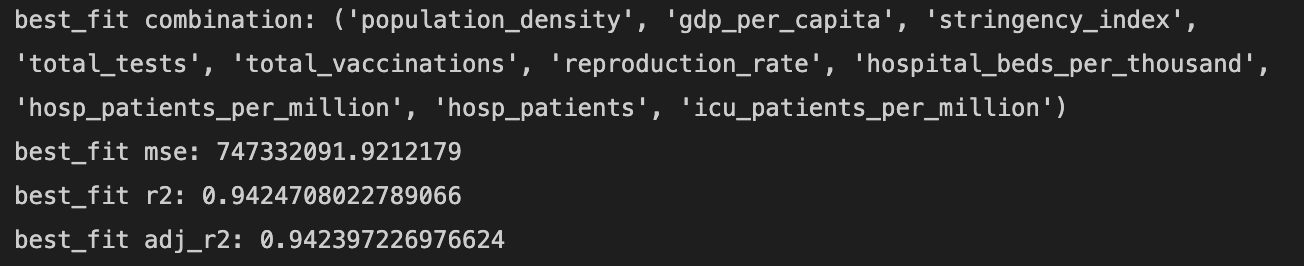 best_fit combination: ('population_density', 'gdp_per_capita', 'stringency_index',
'total_tests', 'total_vaccinations', 'reproduction_rate', 'hospital_beds_per_thousand',
'hosp_patients_per_million', 'hosp_patients', 'icu_patients_per_million')
best_fit mse: 747332091.9212179
best_fit r2: 0.9424708022789066
best_fit adj_r2: 0.942397226976624